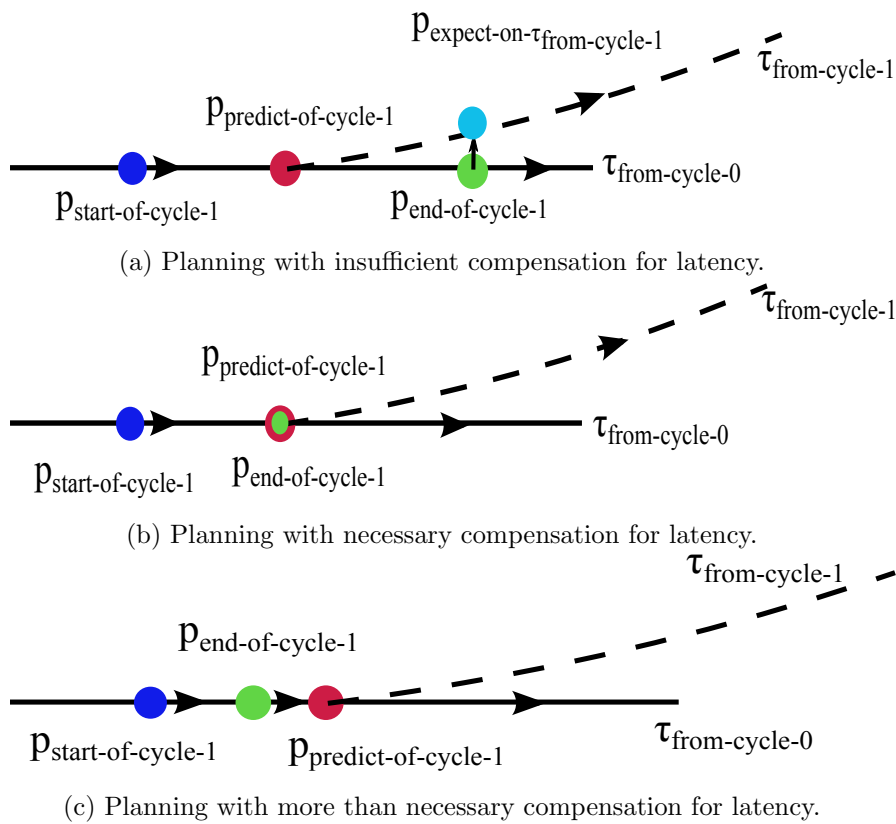 p_expect-on-τ_from-cycle-1
τ_from-cycle-1
p_predict-of-cycle-1
τ_from-cycle-0
p_start-of-cycle-1
p_end-of-cycle-1
(a) Planning with insufficient compensation for latency.
τ_from-cycle-1
p_predict-of-cycle-1
τ_from-cycle-0
p_start-of-cycle-1
p_end-of-cycle-1
(b) Planning with necessary compensation for latency.
τ_from-cycle-1
p_end-of-cycle-1
p_start-of-cycle-1
p_predict-of-cycle-1
τ_from-cycle-0
(c) Planning with more than necessary compensation for latency.